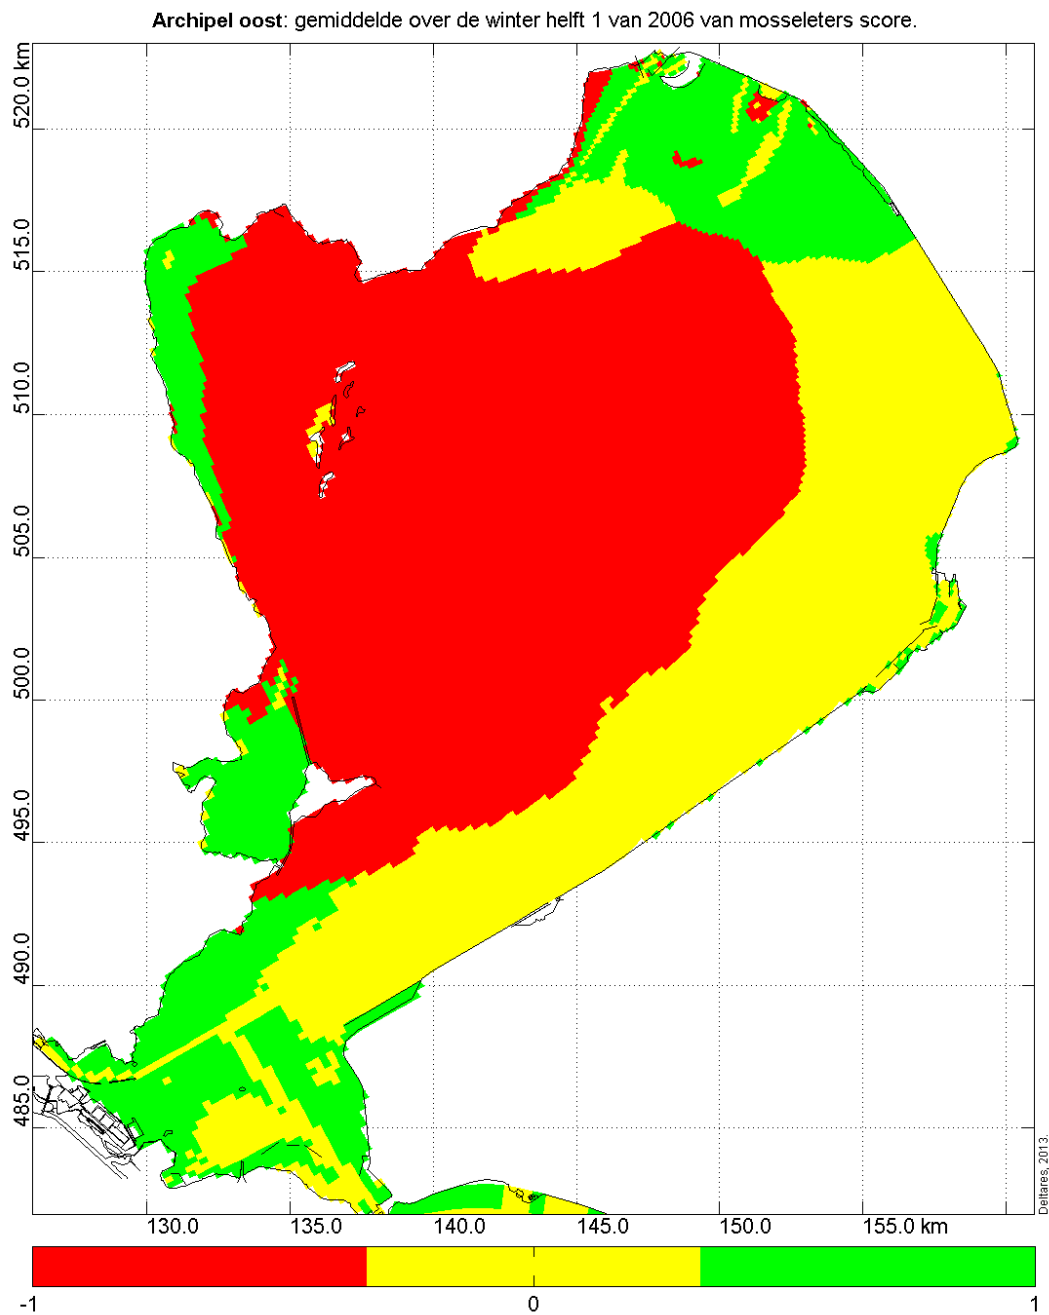 Archipel oost: gemiddelde over de winter helft 1 van 2006 van mosseleters score.
520.0 km
515.0
510.0
505.0
500.0
495.0
490.0
485.0
130.0 135.0 140.0 145.0 150.0 155.0 km
Deltares, 2013.
-1 0 1